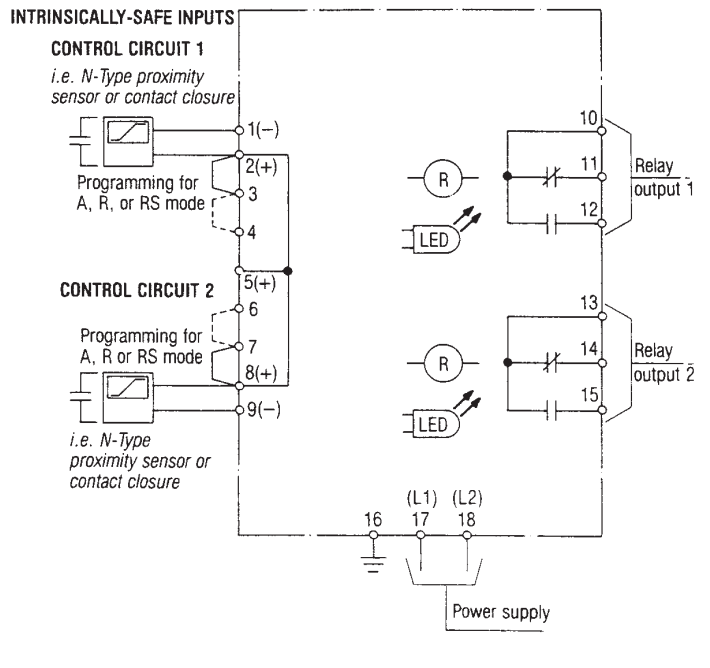 INTRINSICALLY-SAFE INPUTS
CONTROL CIRCUIT 1
i.e. N-Type proximity
sensor or contact closure
1(−)
2(+)
Programming for
A, R, or RS mode
3
4
5(+)
CONTROL CIRCUIT 2
6
Programming for
A, R or RS mode
7
8(+)
9(−)
i.e. N-Type
proximity sensor or
contact closure
R
LED
10
11
12
Relay
output 1
R
LED
13
14
15
Relay
output 2
(L1) (L2)
16 17 18
Power supply